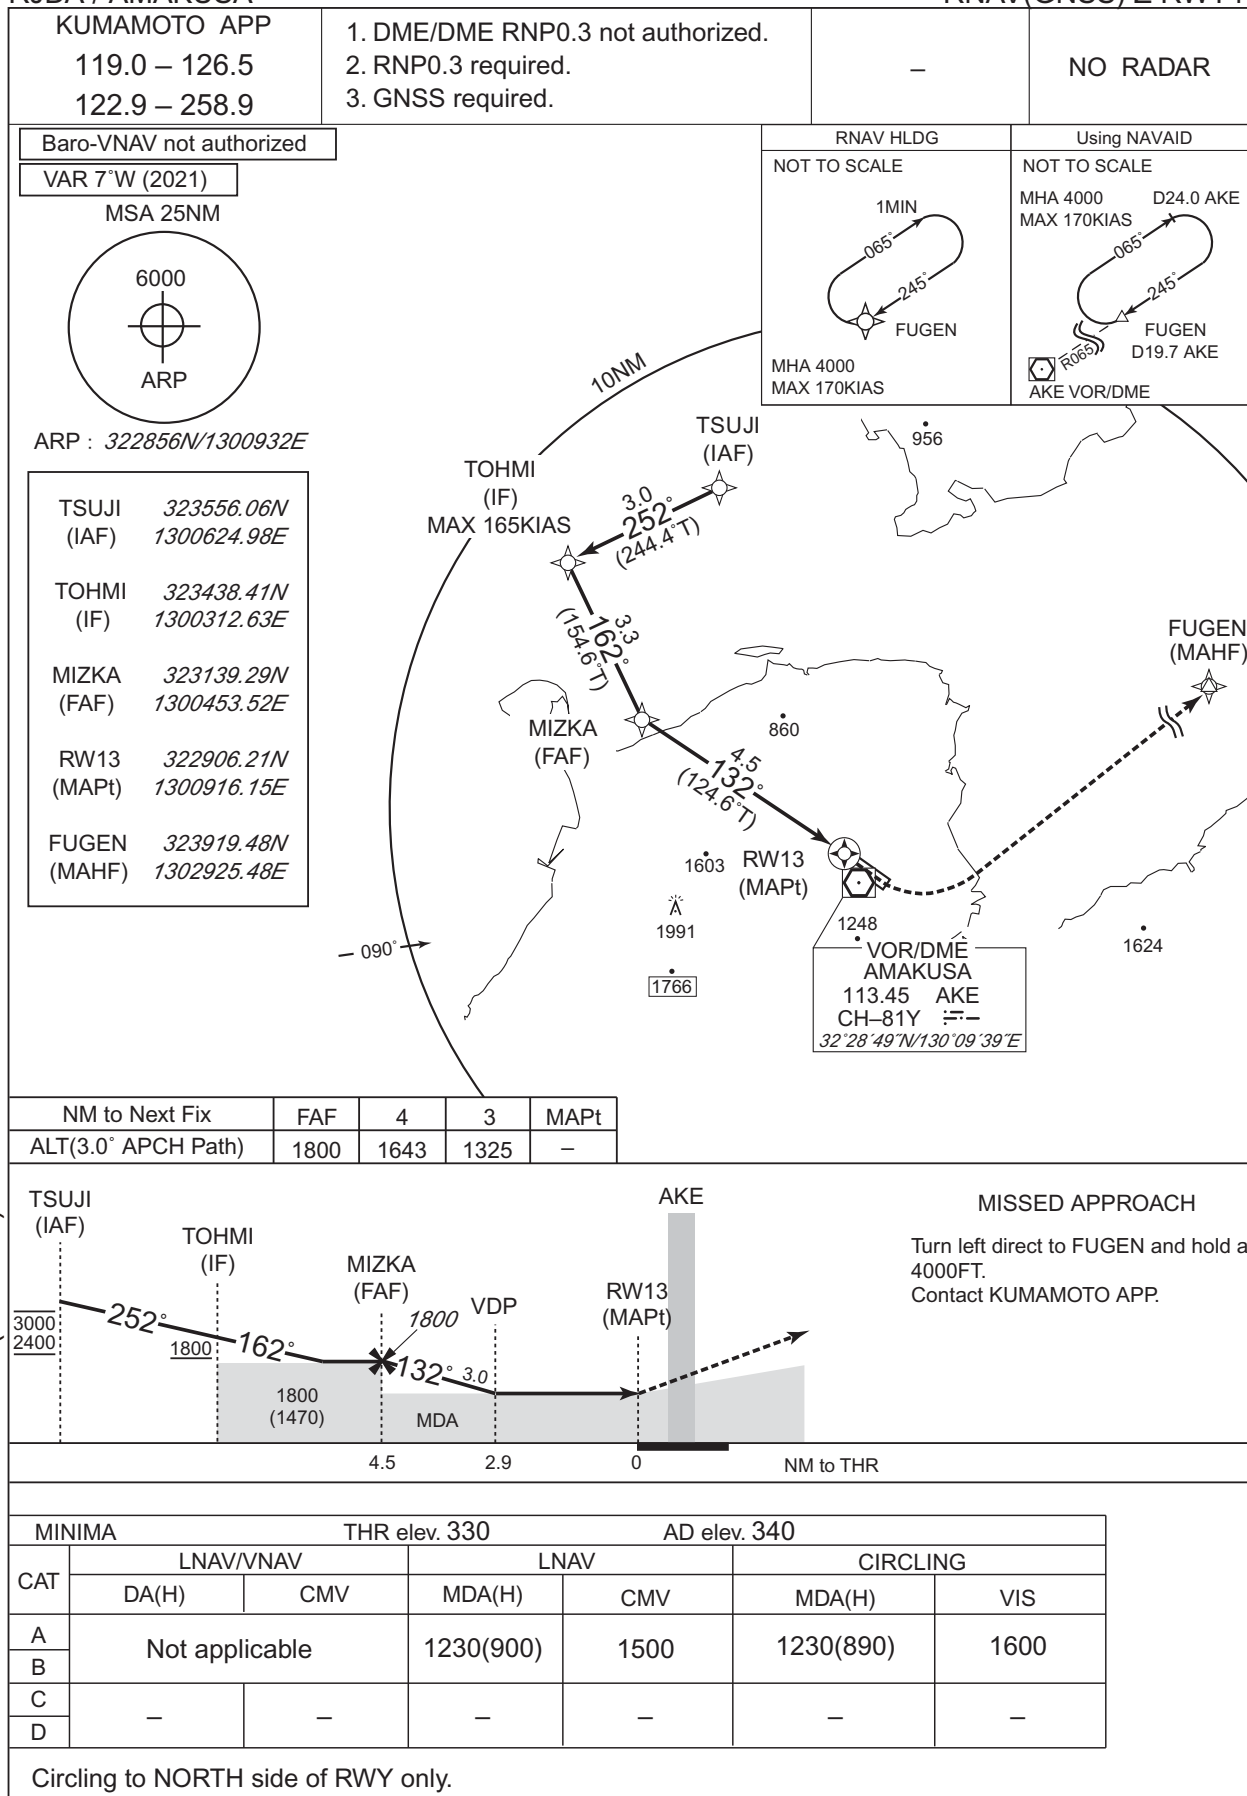 RJDA / AMAKUSA
RNAV(GNSS) Z RWY1
KUMAMOTO APP
119.0 – 126.5
122.9 – 258.9
1. DME/DME RNP0.3 not authorized.
2. RNP0.3 required.
3. GNSS required.
–
NO RADAR
Baro-VNAV not authorized
VAR 7˚W (2021)
MSA 25NM
6000
ARP
ARP : 322856N/1300932E
RNAV HLDG
NOT TO SCALE
1MIN
065˚
245˚
FUGEN
MHA 4000
MAX 170KIAS
Using NAVAID
NOT TO SCALE
MHA 4000
D24.0 AKE
MAX 170KIAS
065˚
245˚
FUGEN
D19.7 AKE
R065
AKE VOR/DME
TSUJI 323556.06N
(IAF) 1300624.98E
TOHMI 323438.41N
(IF) 1300312.63E
MIZKA 323139.29N
(FAF) 1300453.52E
RW13 322906.21N
(MAPt) 1300916.15E
FUGEN 323919.48N
(MAHF) 1302925.48E
10NM
TSUJI
(IAF)
956
TOHMI
(IF)
MAX 165KIAS
3.0
252˚
(244.4˚T)
3.3
162˚
(154.6˚T)
FUGEN
(MAHF)
MIZKA
(FAF)
860
4.5
132˚
(124.6˚T)
1603
RW13
(MAPt)
1991
1248
1624
090˚
1766
VOR/DME
AMAKUSA
113.45 AKE
CH–81Y
32˚28´49˝N/130˚09´39˝E
NM to Next Fix FAF 4 3 MAPt
ALT(3.0˚ APCH Path) 1800 1643 1325 –
TSUJI
(IAF)
TOHMI
(IF)
MIZKA
(FAF)
1800
VDP
RW13
(MAPt)
AKE
3000
2400
252˚
1800
162˚
132˚
3.0
1800
(1470)
MDA
4.5 2.9 0 NM to THR
MISSED APPROACH
Turn left direct to FUGEN and hold a
4000FT.
Contact KUMAMOTO APP.
MINIMA THR elev. 330 AD elev. 340
CAT LNAV/VNAV LNAV CIRCLING
DA(H) CMV MDA(H) CMV MDA(H) VIS
A
B
Not applicable 1230(900) 1500 1230(890) 1600
C
D
– – – – – –
Circling to NORTH side of RWY only.